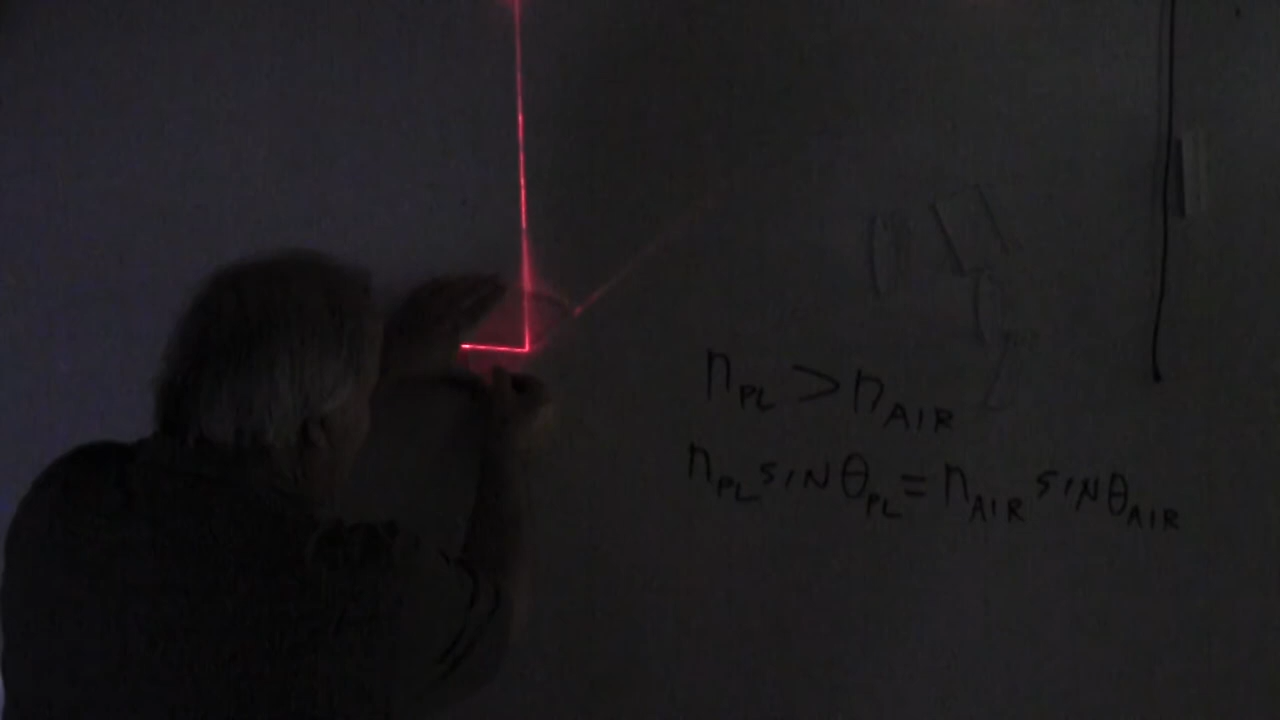 n_PL > n_AIR
n_PL SIN θ_PL = n_AIR SIN θ_AIR